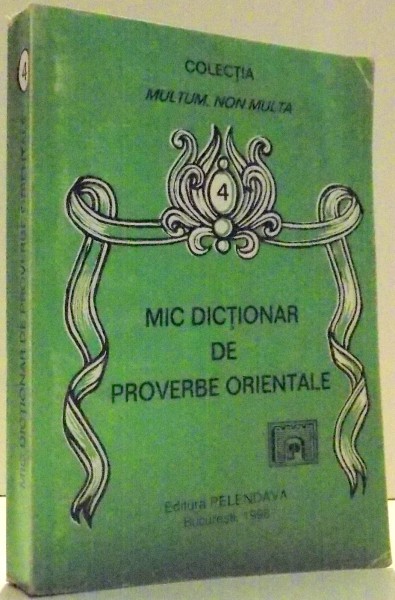 COLECȚIA
MULTUM, NON MULTA
4
MIC DICȚIONAR
DE
PROVERBE ORIENTALE
Editura PELENDAVA
București, 1998
4
MIC DICȚIONAR DE PROVERBE ORIENTALE